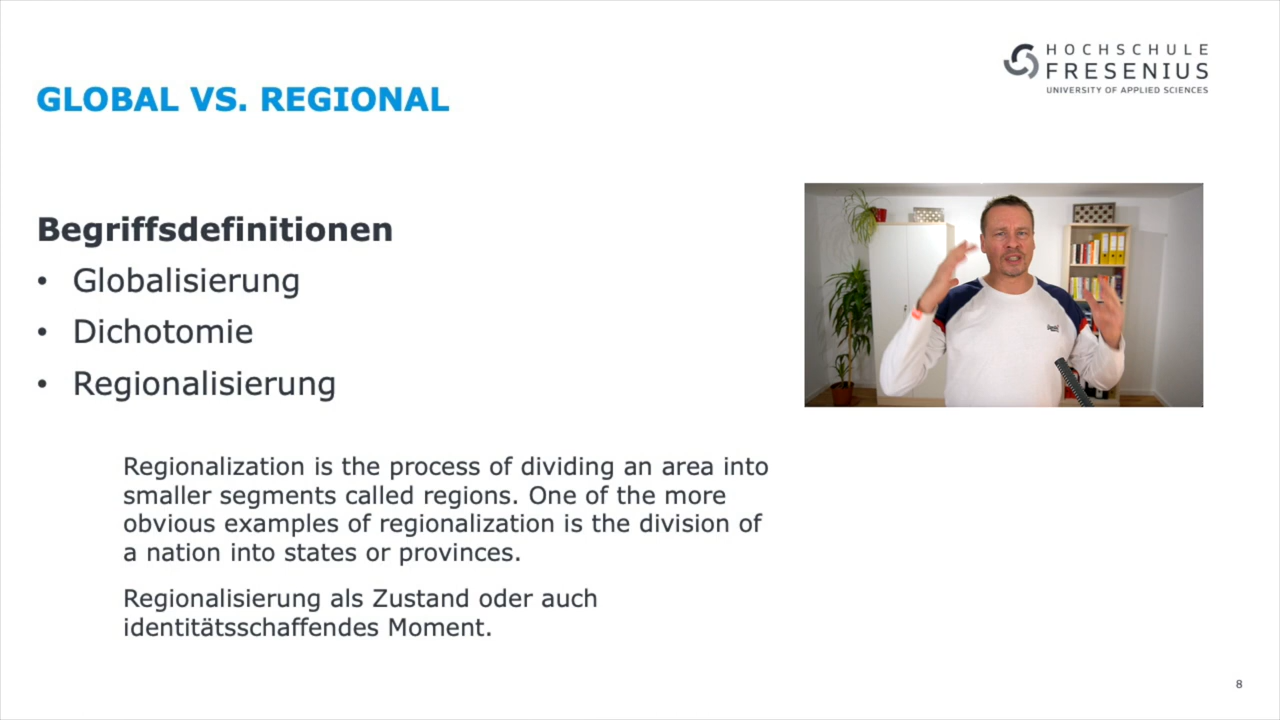 HOCHSCHULE
FRESENIUS
UNIVERSITY OF APPLIED SCIENCES
GLOBAL VS. REGIONAL
Begriffsdefinitionen
• Globalisierung
• Dichotomie
• Regionalisierung
Regionalization is the process of dividing an area into
smaller segments called regions. One of the more
obvious examples of regionalization is the division of
a nation into states or provinces.
Regionalisierung als Zustand oder auch
identitätsschaffendes Moment.
8